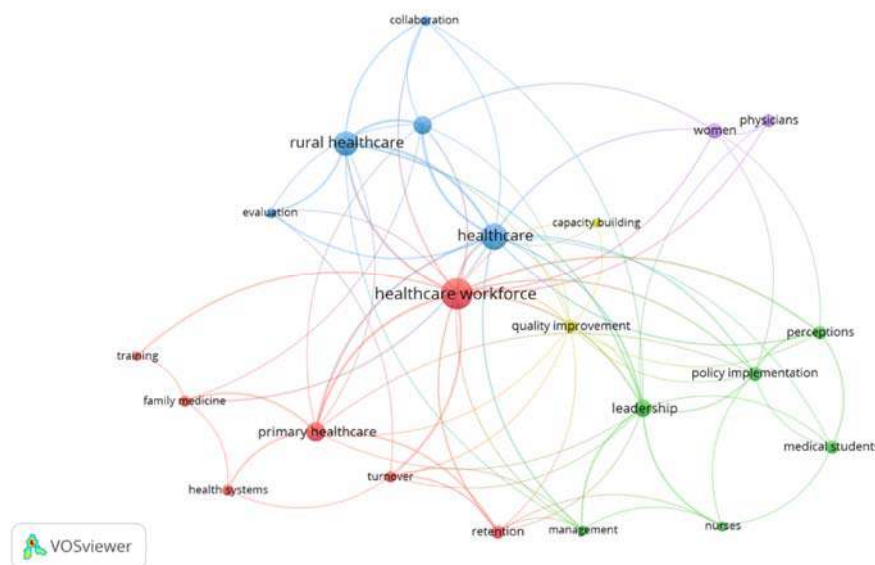 collaboration
physicians
women
rural healthcare
evaluation
capacity building
healthcare
healthcare workforce
quality improvement
perceptions
training
policy implementation
family medicine
leadership
primary healthcare
medical students
turnover
health systems
nurses
retention
management
VOSviewer